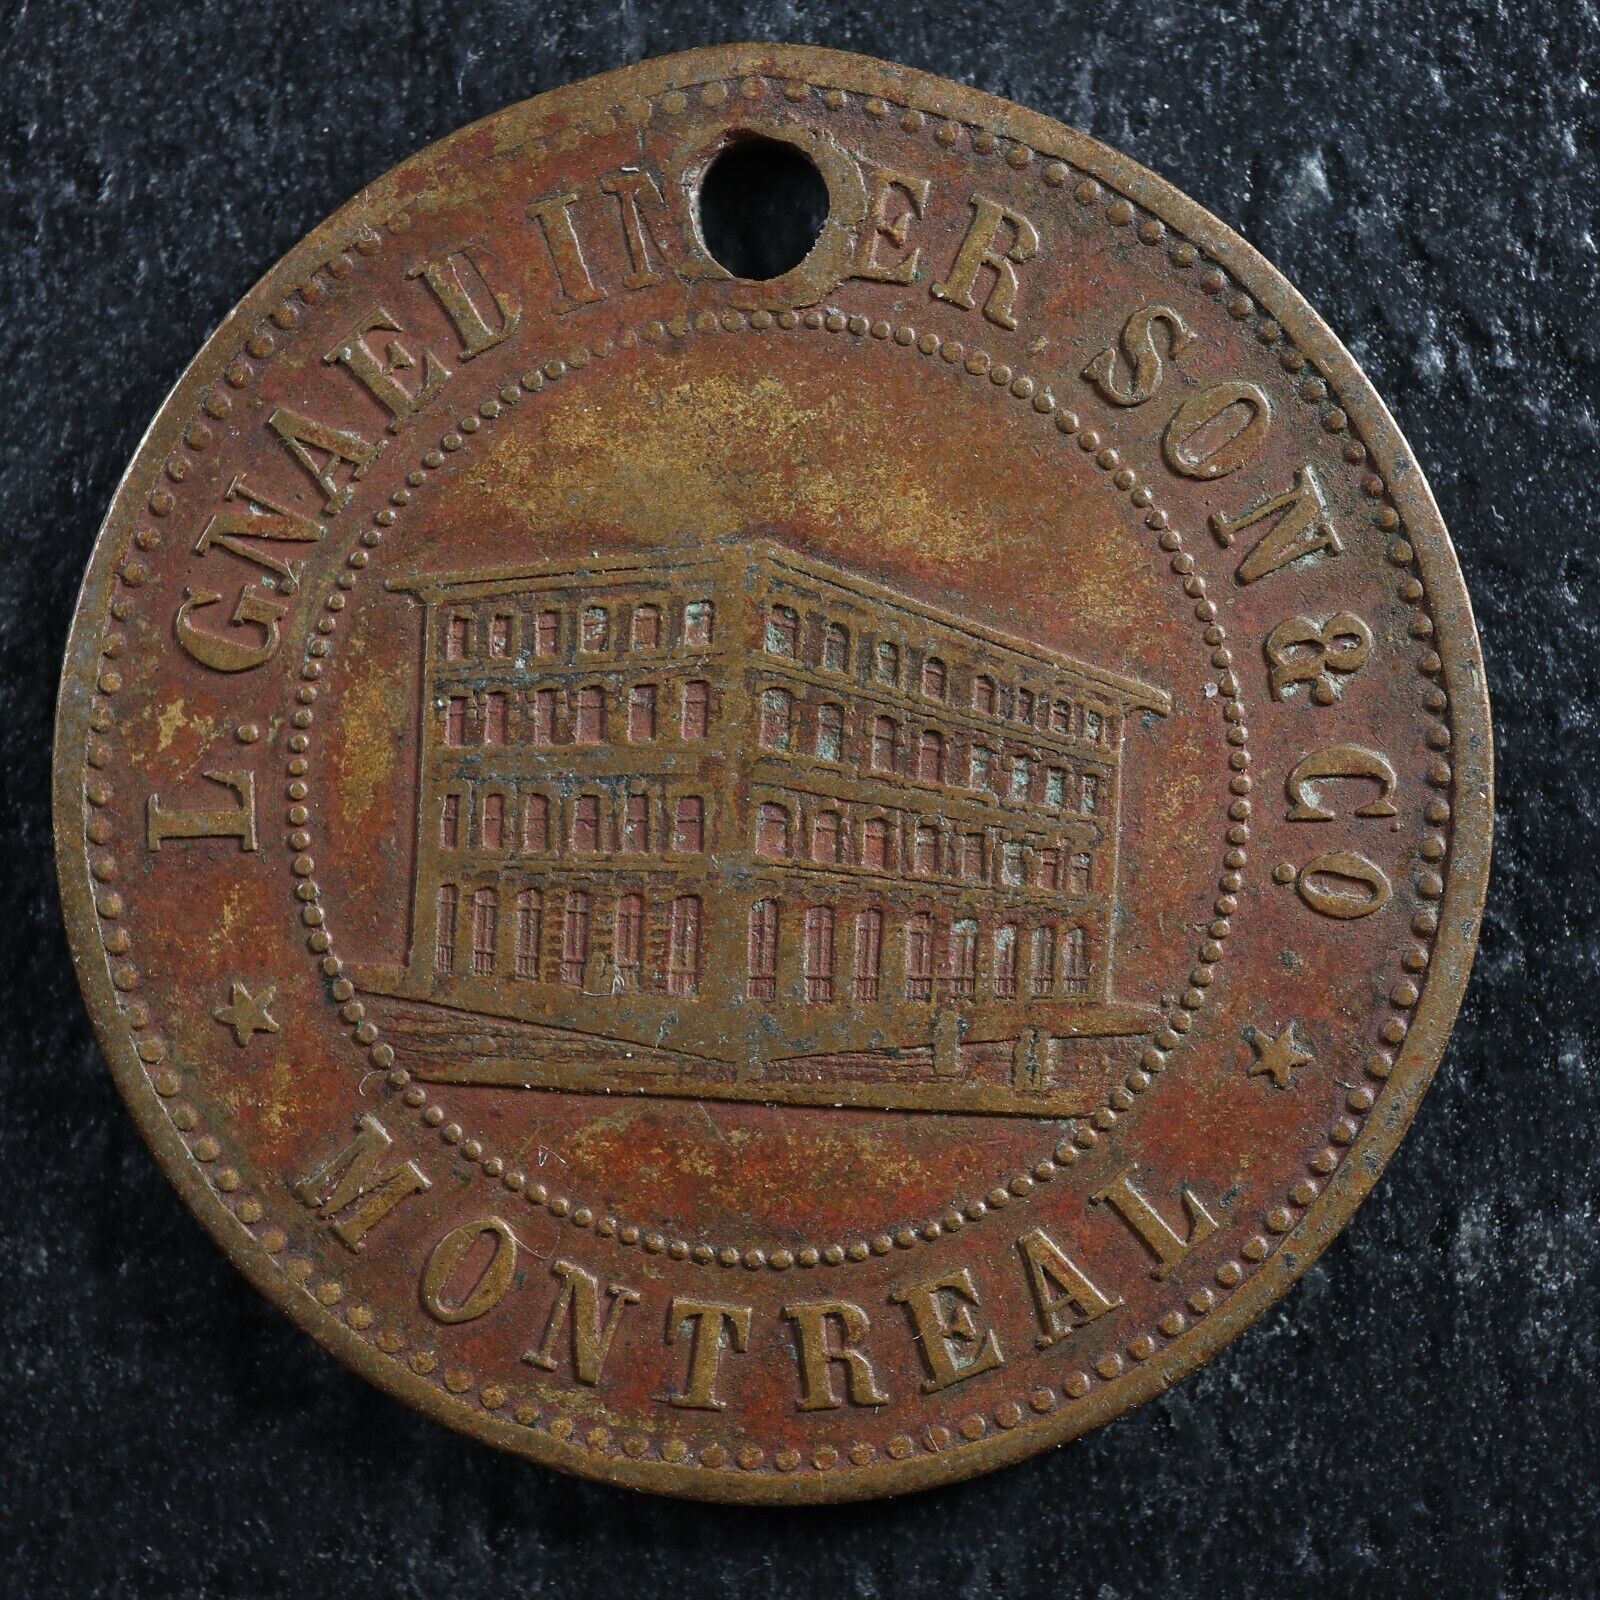 L. GNAEDINGER, SON & CO.
MONTREAL